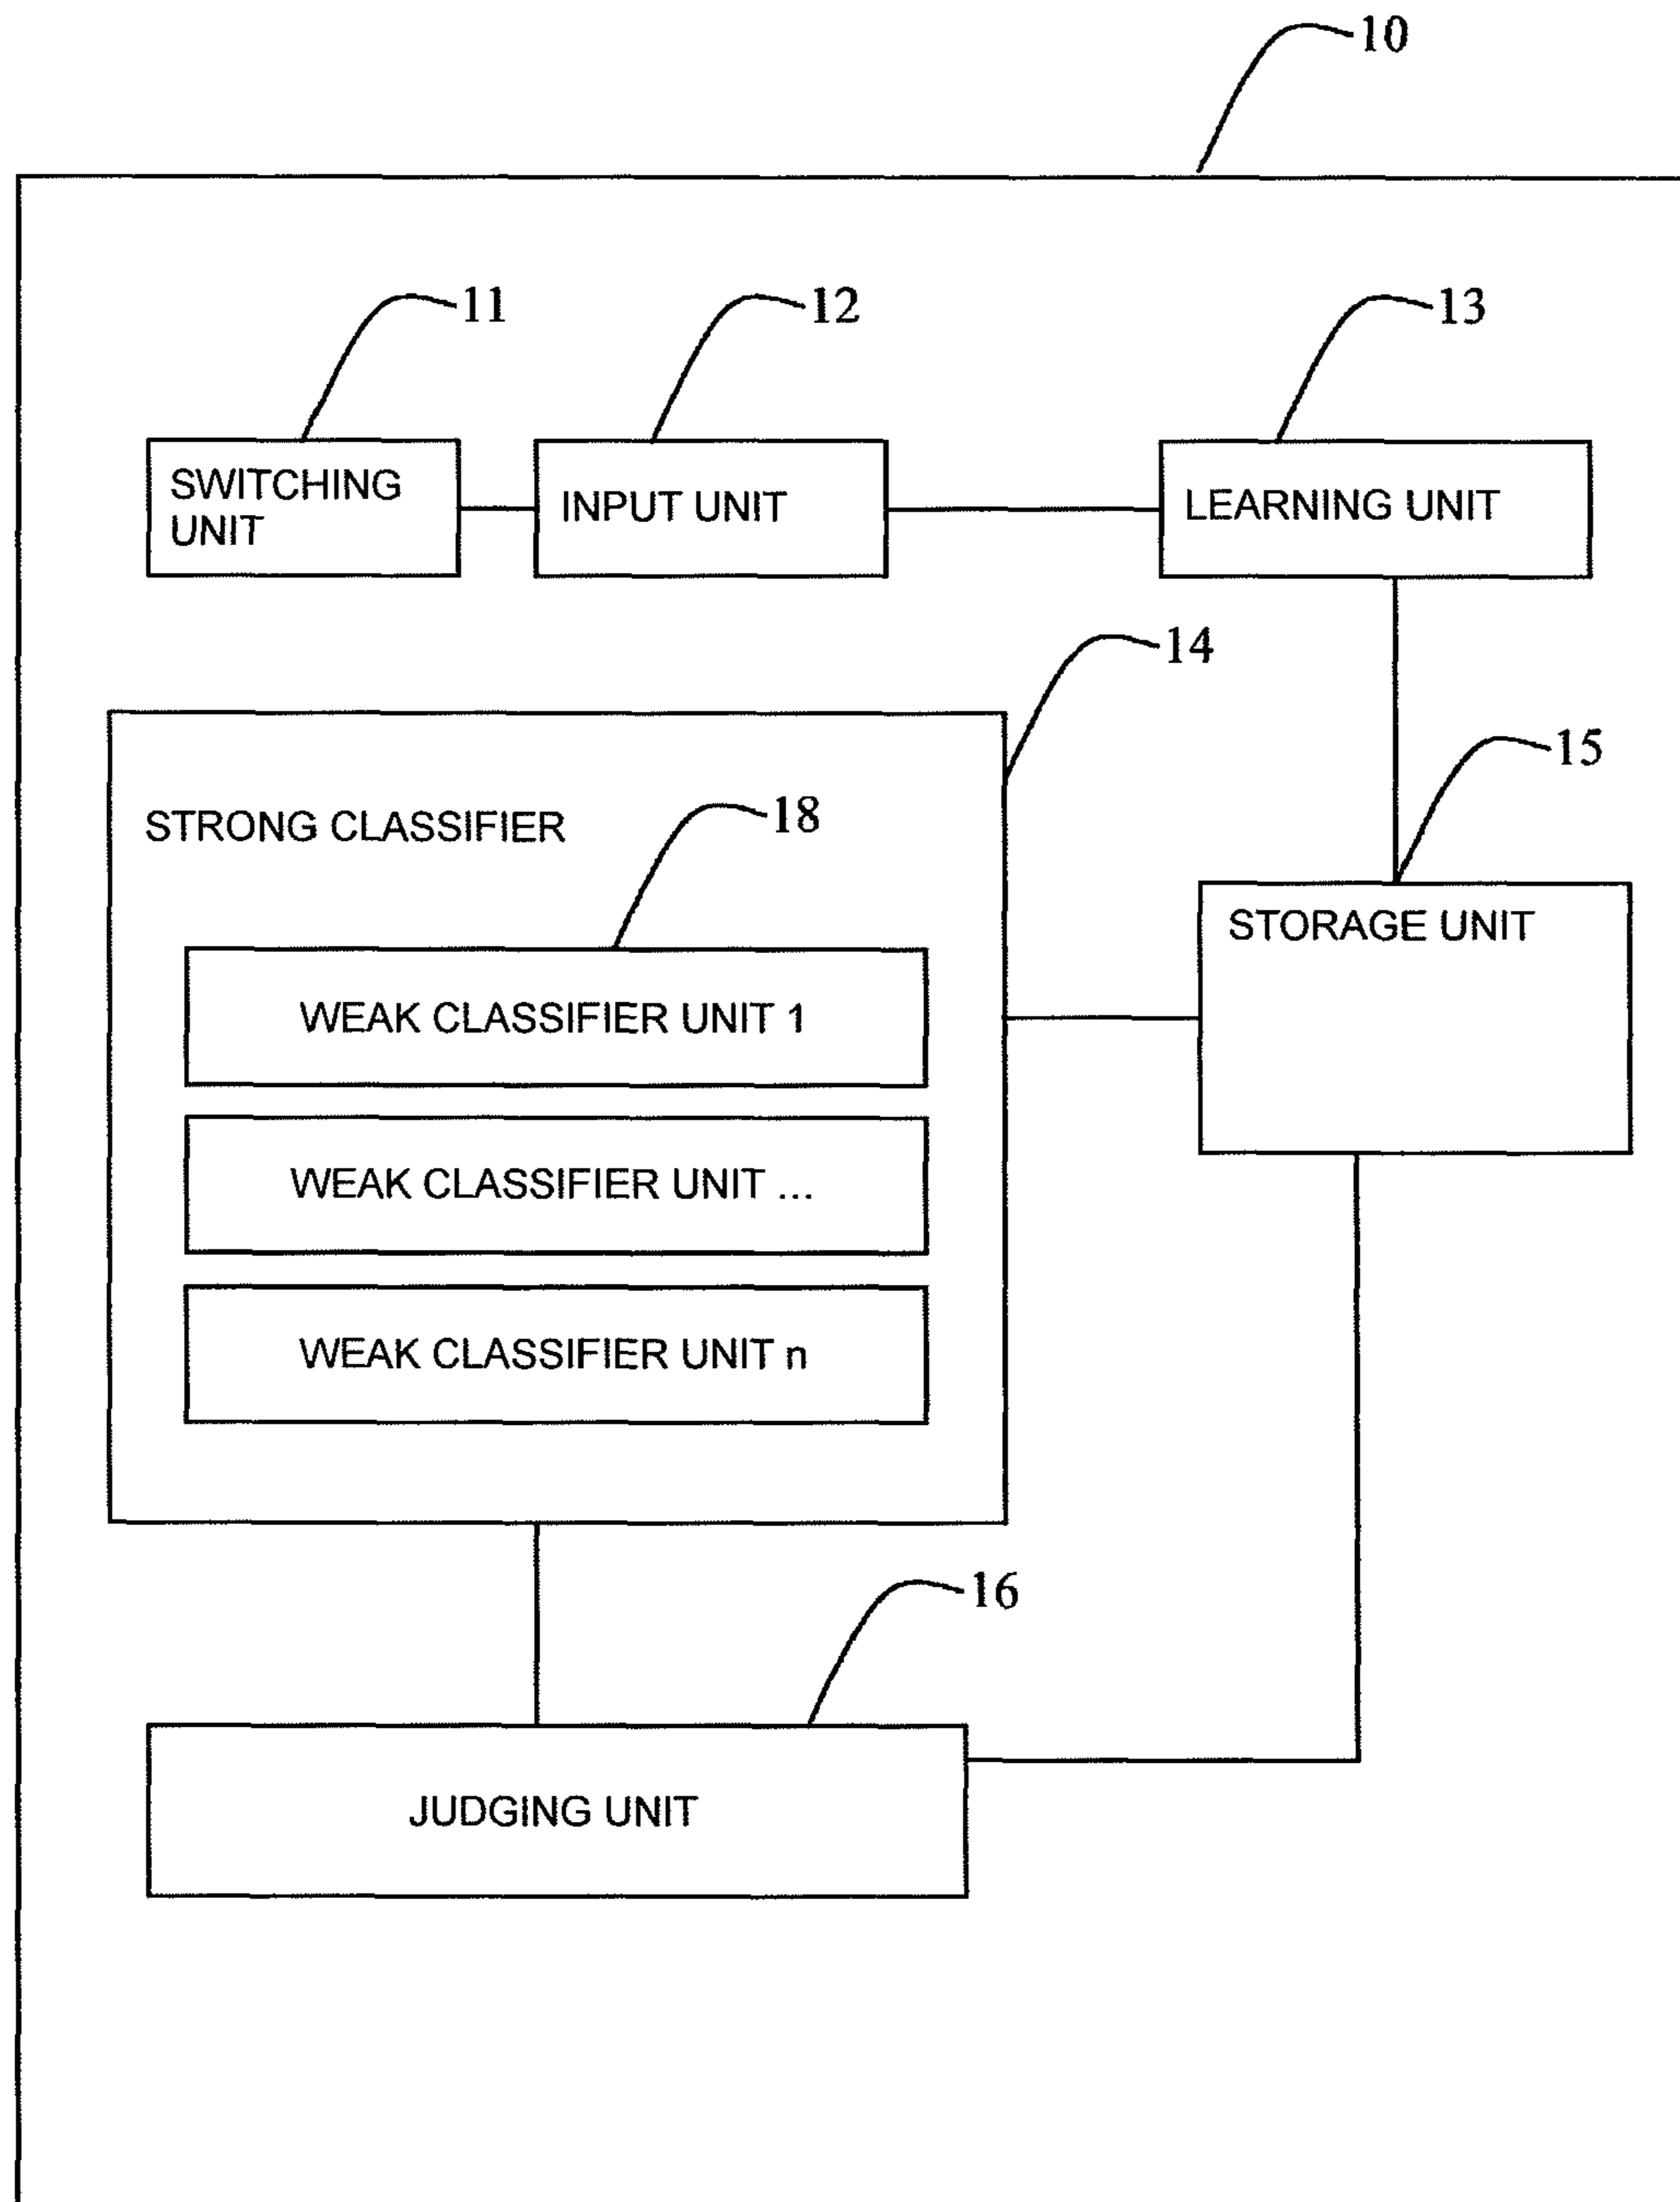 10
11
12
13
SWITCHING
UNIT
INPUT UNIT
LEARNING UNIT
14
15
STRONG CLASSIFIER
18
STORAGE UNIT
WEAK CLASSIFIER UNIT 1
WEAK CLASSIFIER UNIT ...
WEAK CLASSIFIER UNIT n
16
JUDGING UNIT